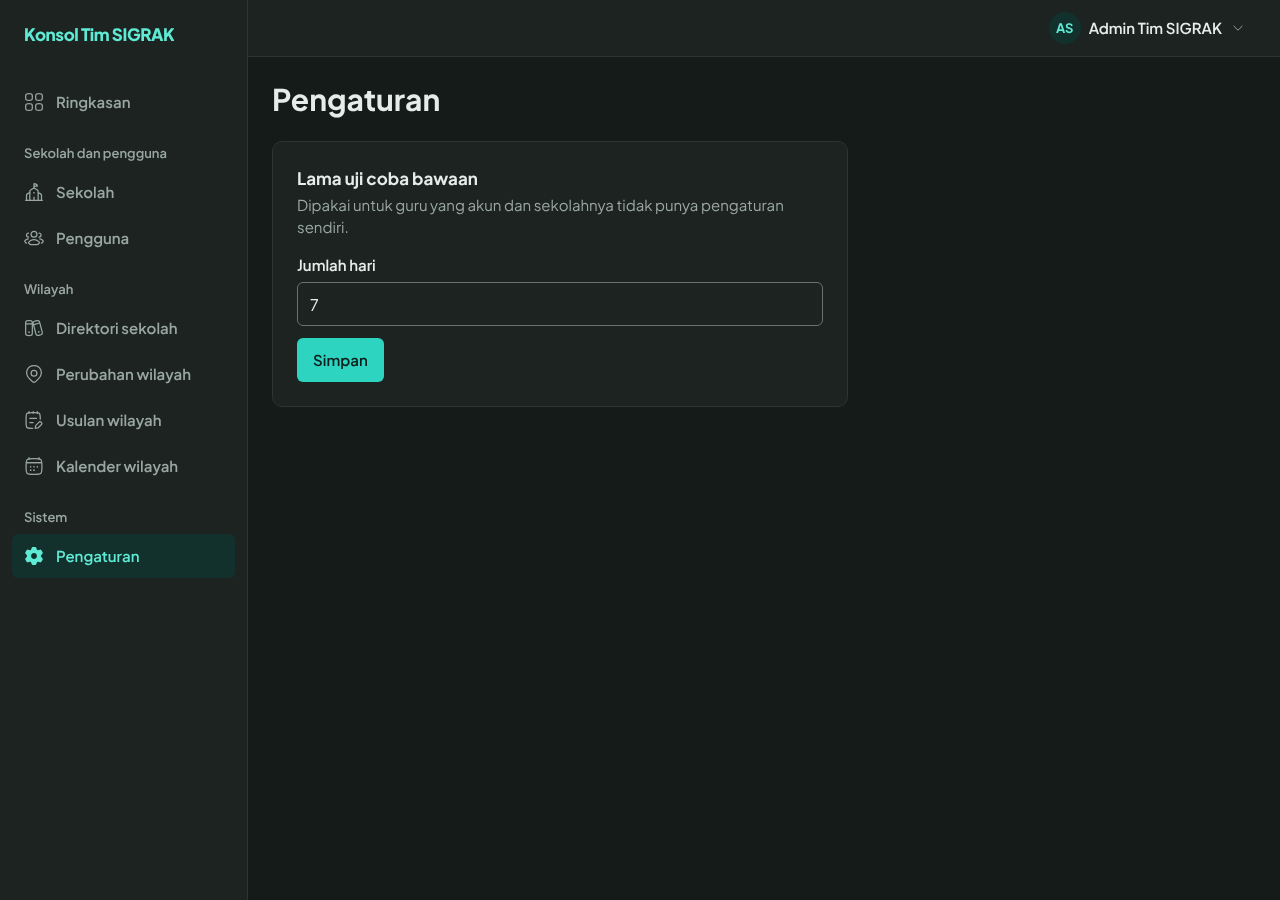 Konsol Tim SIGRAK
AS Admin Tim SIGRAK
Ringkasan
Sekolah dan pengguna
Sekolah
Pengguna
Wilayah
Direktori sekolah
Perubahan wilayah
Usulan wilayah
Kalender wilayah
Sistem
Pengaturan
Pengaturan
Lama uji coba bawaan
Dipakai untuk guru yang akun dan sekolahnya tidak punya pengaturan
sendiri.
Jumlah hari
7
Simpan